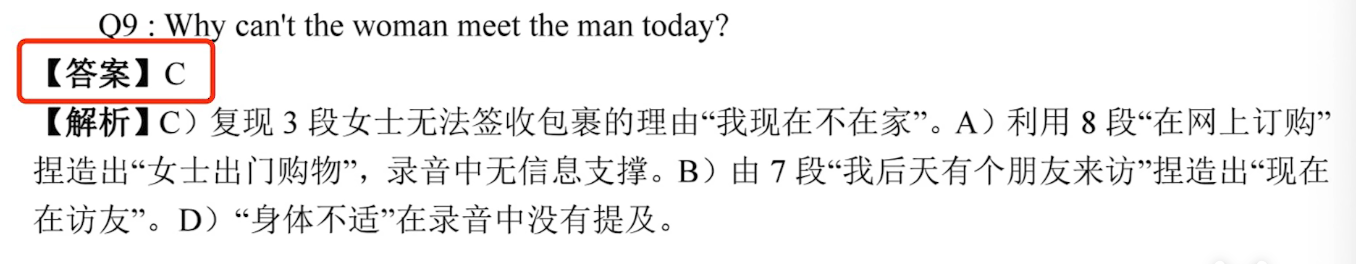 Q9 : Why can't the woman meet the man today?
【答案】C
【解析】C）复现 3 段女士无法签收包裹的理由“我现在不在家”。A）利用 8 段“在网上订购”
捏造出“女士出门购物”，录音中无信息支撑。B）由 7 段“我后天有个朋友来访”捏造出“现在
在访友”。D）“身体不适”在录音中没有提及。